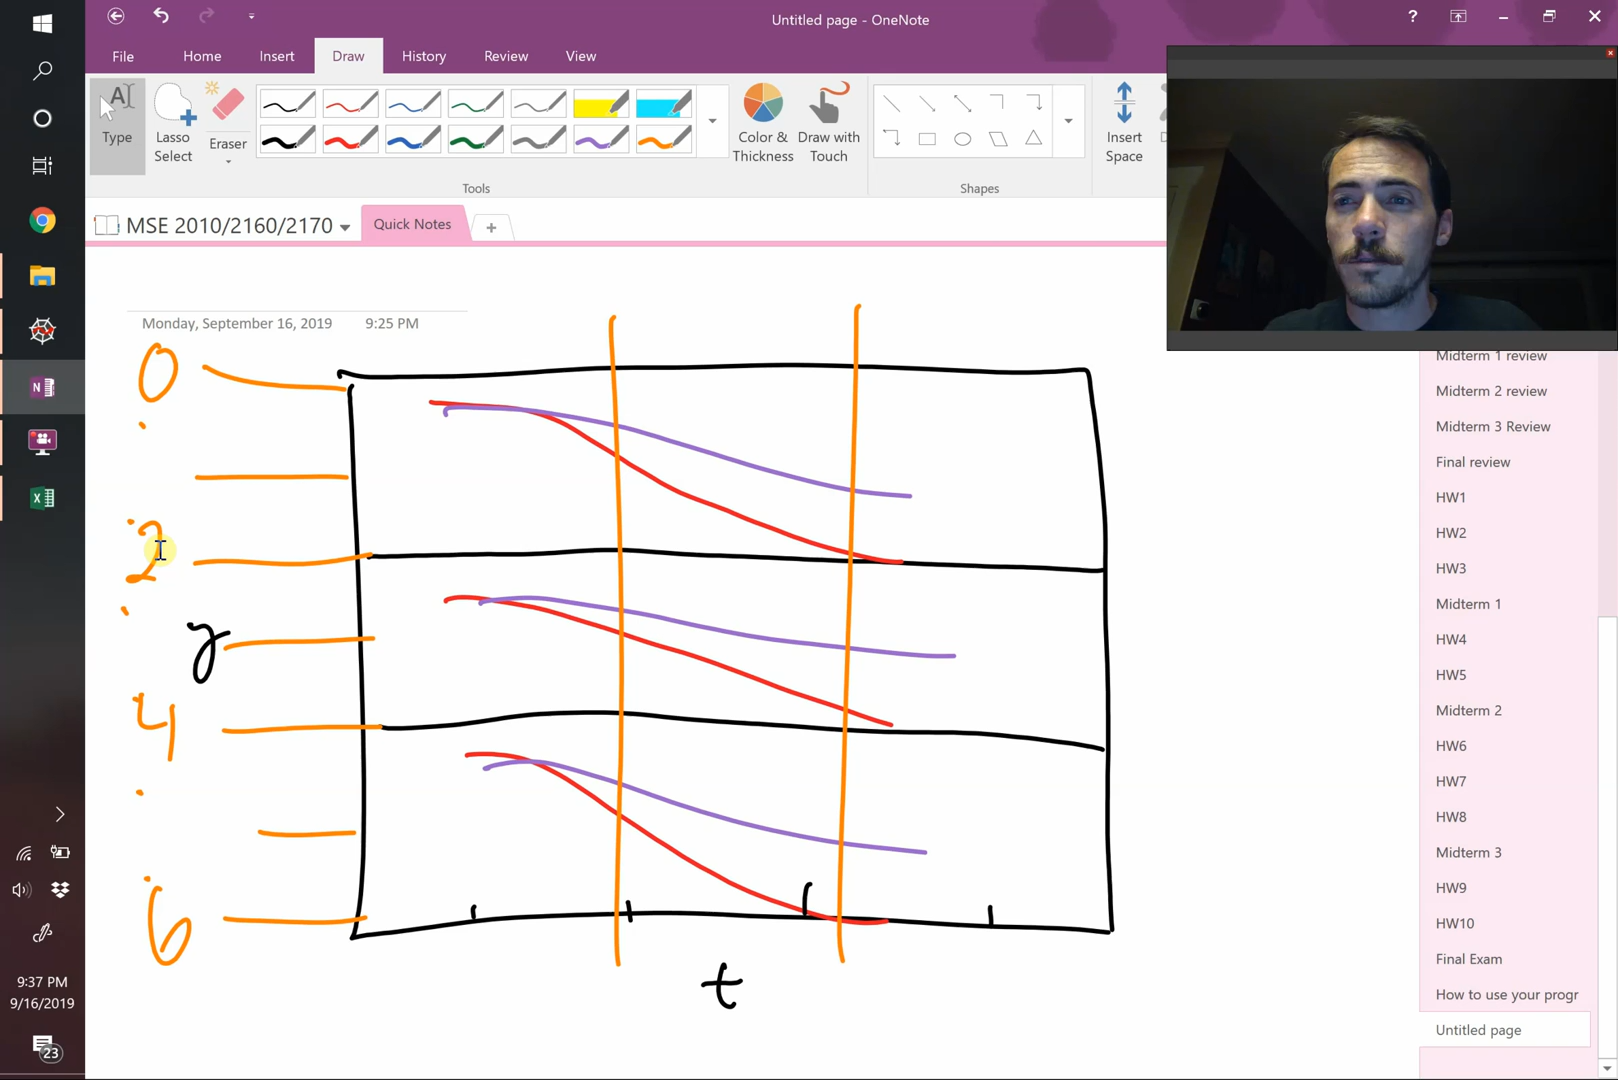 Untitled page - OneNote
File Home Insert Draw History Review View
Type
Lasso
Select
Eraser
Color &
Thickness
Draw with
Touch
Insert
Space
Tools
Shapes
MSE 2010/2160/2170
Quick Notes
Monday, September 16, 2019 9:25 PM
0
2
y
4
6
t
Midterm 1 review
Midterm 2 review
Midterm 3 Review
Final review
HW1
HW2
HW3
Midterm 1
HW4
HW5
Midterm 2
HW6
HW7
HW8
Midterm 3
HW9
HW10
Final Exam
How to use your progr
Untitled page
9:37 PM
9/16/2019
23